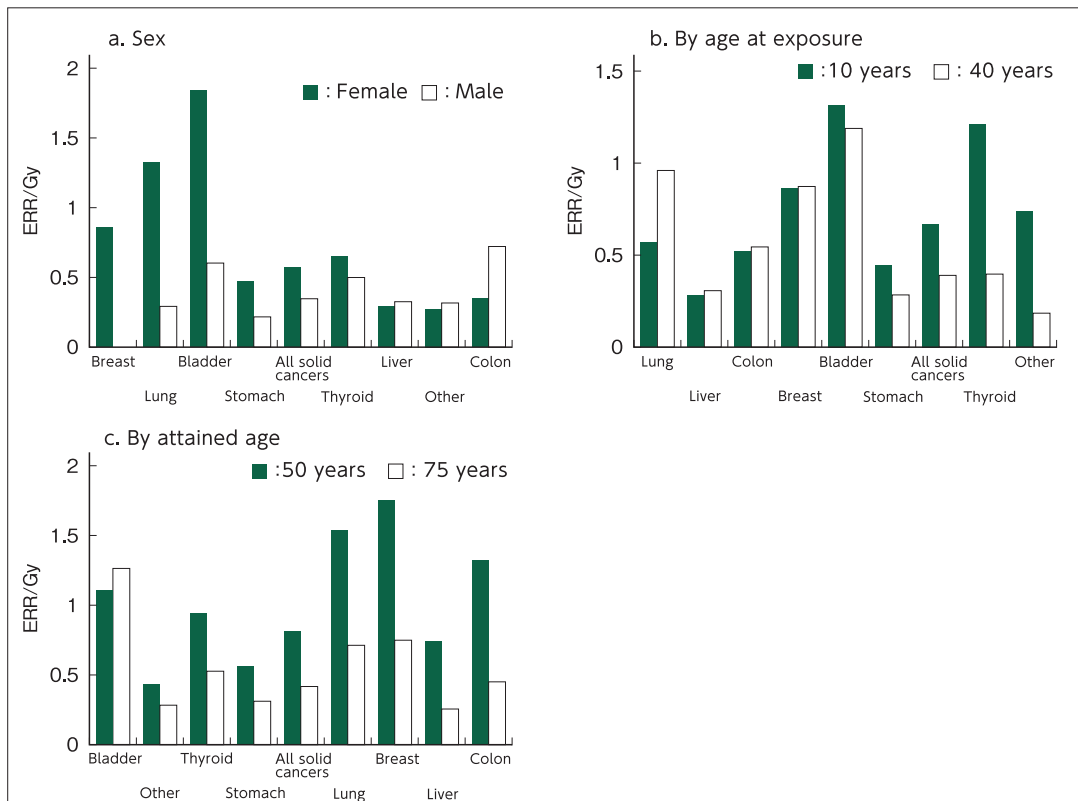 a. Sex
: Female : Male
ERR/Gy
2
1.5
1
0.5
0
Breast Bladder All solid cancers Liver Colon
Lung Stomach Thyroid Other
b. By age at exposure
:10 years : 40 years
ERR/Gy
1.5
1
0.5
0
Lung Colon Bladder All solid cancers Other
Liver Breast Stomach Thyroid
c. By attained age
:50 years : 75 years
ERR/Gy
2
1.5
1
0.5
0
Bladder Thyroid All solid cancers Breast Colon
Other Stomach Lung Liver